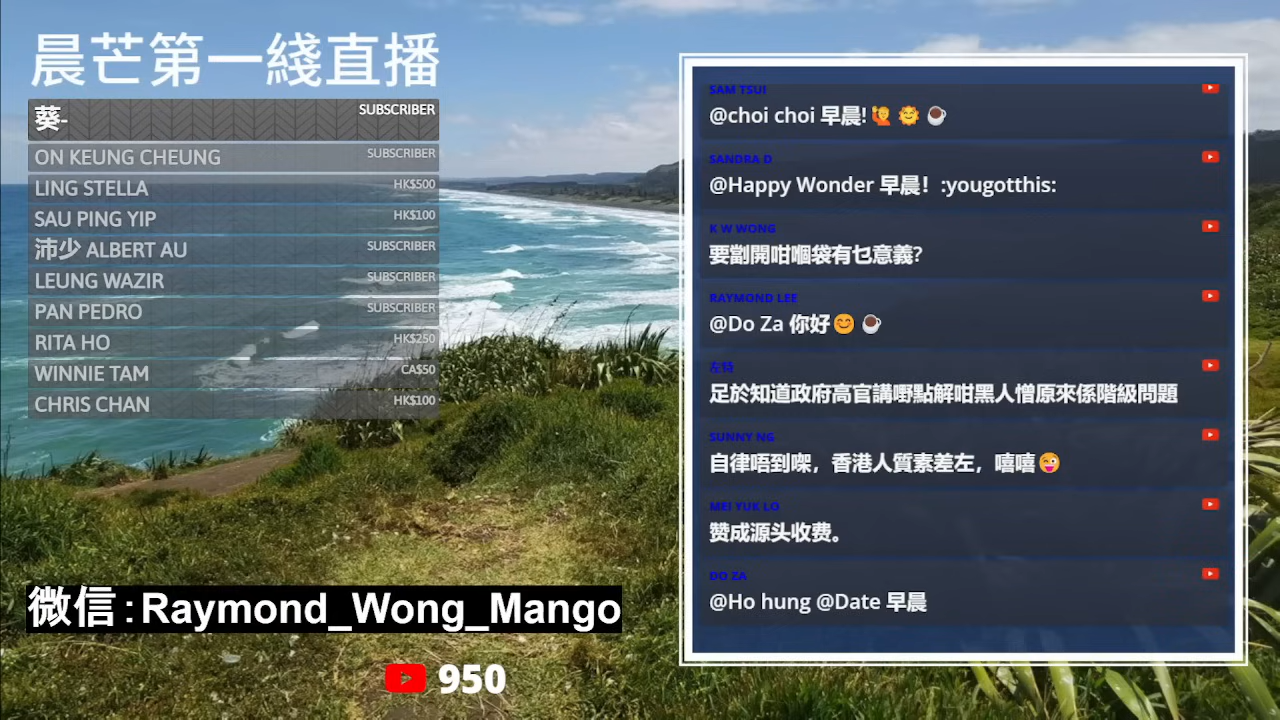 晨芒第一綫直播
葵- SUBSCRIBER
ON KEUNG CHEUNG SUBSCRIBER
LING STELLA HK$500
SAU PING YIP HK$100
沛少 ALBERT AU SUBSCRIBER
LEUNG WAZIR SUBSCRIBER
PAN PEDRO SUBSCRIBER
RITA HO HK$250
WINNIE TAM CA$50
CHRIS CHAN HK$100
微信:Raymond_Wong_Mango
950
SAM TSUI
@choi choi 早晨!🙋🌞☕
SANDRA D
@Happy Wonder 早晨！:yougotthis:
K W WONG
要劏開咁嗰袋有乜意義?
RAYMOND LEE
@Do Za 你好😊☕
左特
足於知道政府高官講嘢點解咁黑人憎原來係階級問題
SUNNY NG
自律唔到㗎，香港人質素差左，嘻嘻😜
MEI YUK LO
赞成源头收费。
DO ZA
@Ho hung @Date 早晨